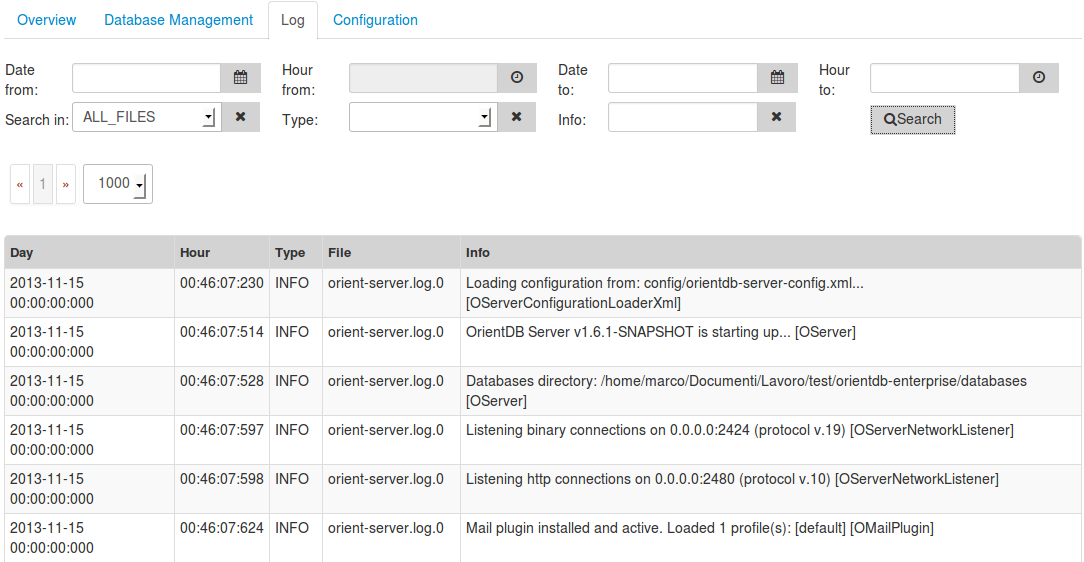 Overview Database Management Log Configuration
Date from: Hour from: Date to: Hour to:
Search in: ALL_FILES Type: Info: Search
« 1 » 1000
Day Hour Type File Info
2013-11-15 00:46:07:230 INFO orient-server.log.0 Loading configuration from: config/orientdb-server-config.xml...
00:00:00:000 [OServerConfigurationLoaderXml]
2013-11-15 00:46:07:514 INFO orient-server.log.0 OrientDB Server v1.6.1-SNAPSHOT is starting up... [OServer]
00:00:00:000
2013-11-15 00:46:07:528 INFO orient-server.log.0 Databases directory: /home/marco/Documenti/Lavoro/test/orientdb-enterprise/databases
00:00:00:000 [OServer]
2013-11-15 00:46:07:597 INFO orient-server.log.0 Listening binary connections on 0.0.0.0:2424 (protocol v.19) [OServerNetworkListener]
00:00:00:000
2013-11-15 00:46:07:598 INFO orient-server.log.0 Listening http connections on 0.0.0.0:2480 (protocol v.10) [OServerNetworkListener]
00:00:00:000
2013-11-15 00:46:07:624 INFO orient-server.log.0 Mail plugin installed and active. Loaded 1 profile(s): [default] [OMailPlugin]
00:00:00:000